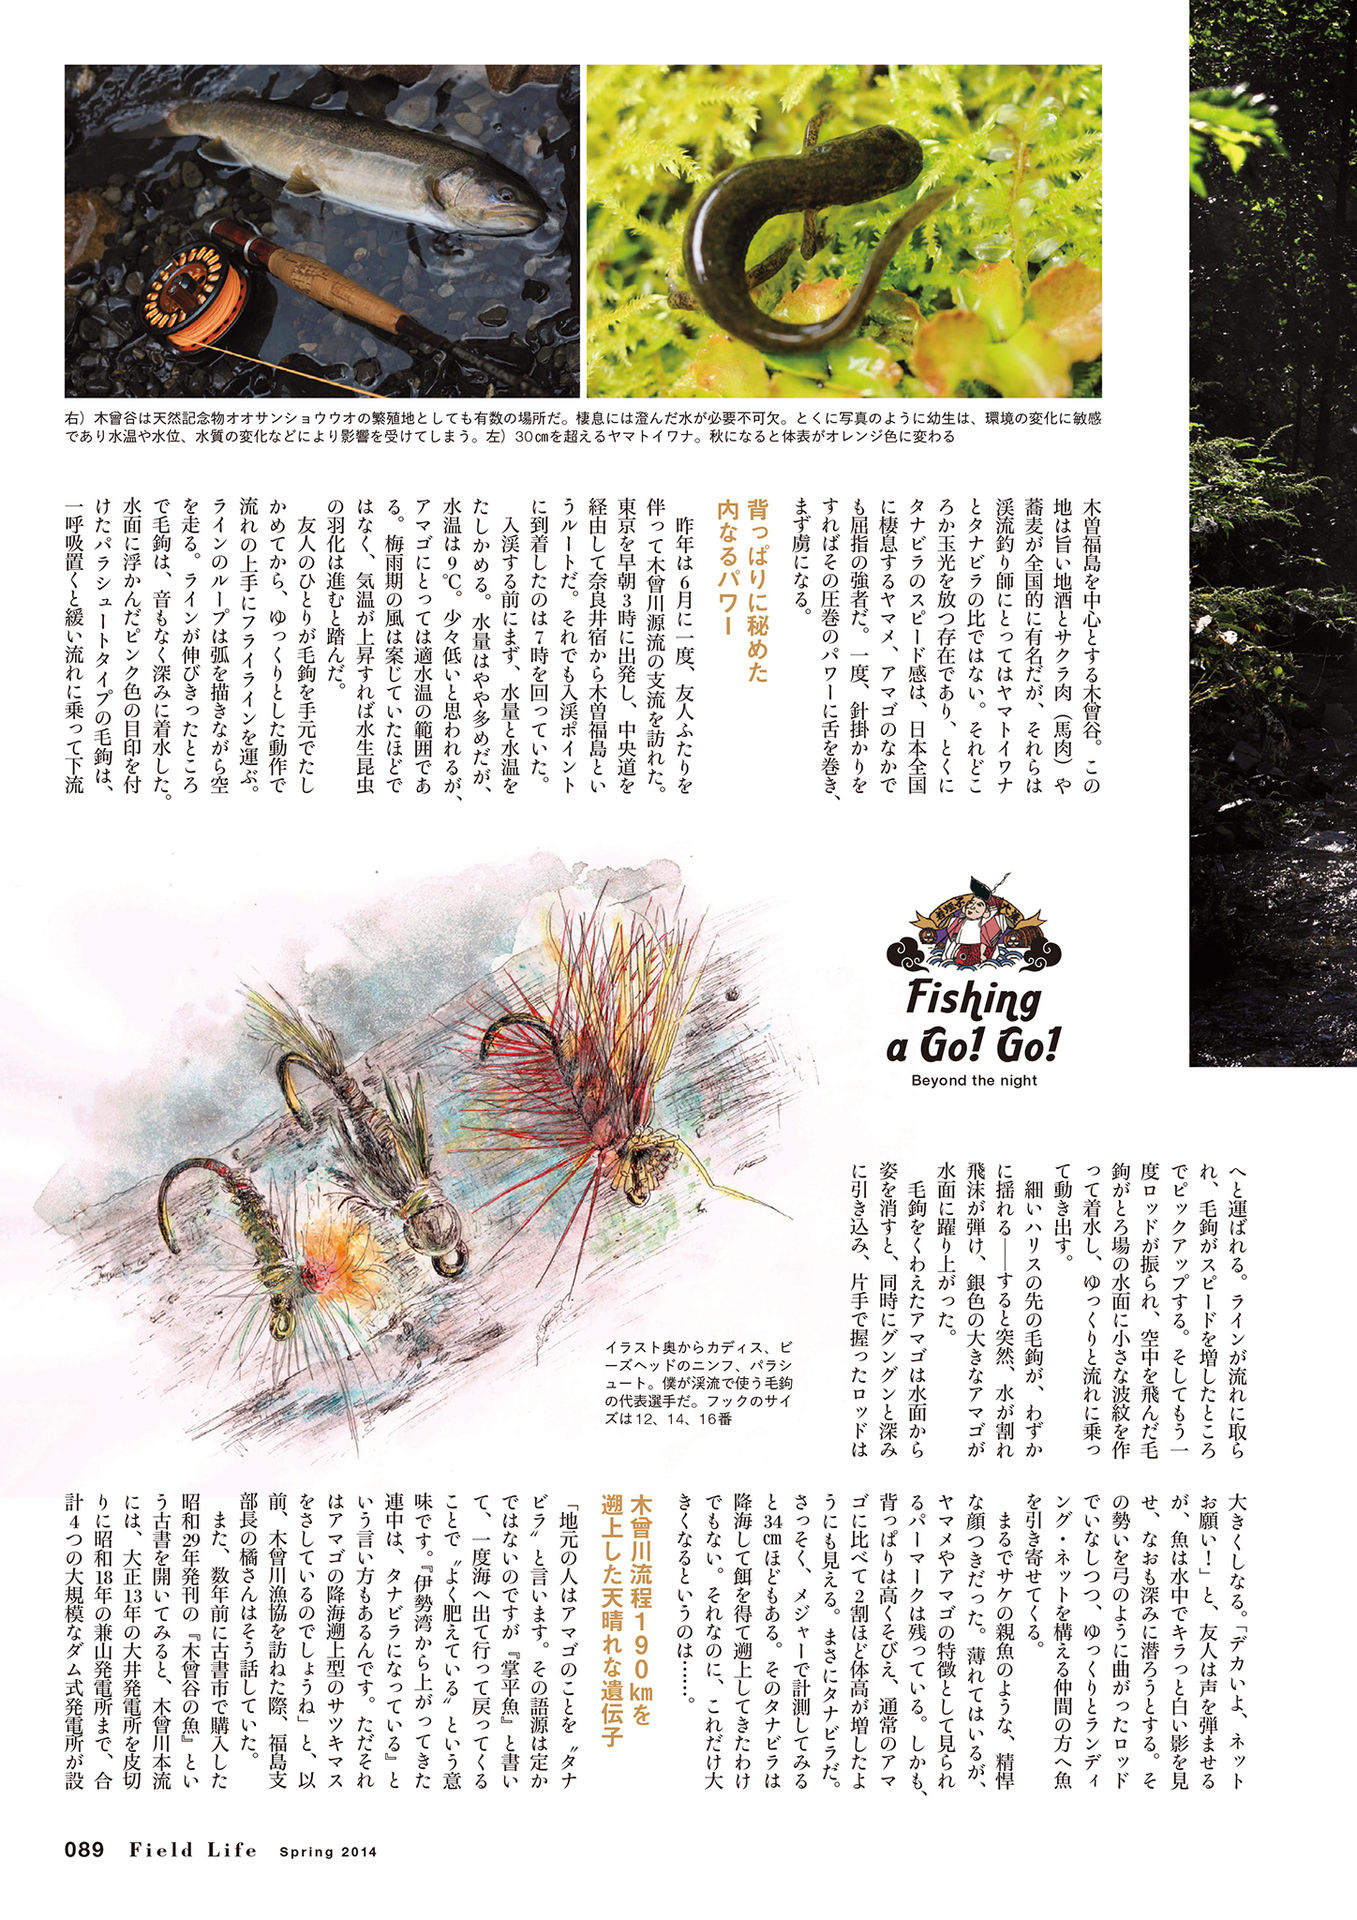 右）木曾谷は天然記念物オオサンショウウオの繁殖地としても有数の場所だ。棲息には澄んだ水が必要不可欠。とくに写真のように幼生は、環境の変化に敏感
であり水温や水位、水質の変化などにより影響を受けてしまう。左）30㎝を超えるヤマトイワナ。秋になると体表がオレンジ色に変わる
木曽福島を中心とする木曾谷。この
地は旨い地酒とサクラ肉（馬肉）や
蕎麦が全国的に有名だが、それらは
渓流釣り師にとってはヤマトイワナ
とタナビラの比ではない。それどこ
ろか玉光を放つ存在であり、とくに
タナビラのスピード感は、日本全国
に棲息するヤマメ、アマゴのなかで
も屈指の強者だ。一度、針掛かりを
すればその圧巻のパワーに舌を巻き、
まず虜になる。
背っぱりに秘めた
内なるパワー
昨年は6月に一度、友人ふたりを
伴って木曾川源流の支流を訪れた。
東京を早朝3時に出発し、中央道を
経由して奈良井宿から木曽福島とい
うルートだ。それでも入渓ポイント
に到着したのは7時を回っていた。
入渓する前にまず、水量と水温を
たしかめる。水量はやや多めだが、
水温は9℃。少々低いと思われるが、
アマゴにとっては適水温の範囲であ
る。梅雨期の風は案じていたほどで
はなく、気温が上昇すれば水生昆虫
の羽化は進むと踏んだ。
友人のひとりが毛鉤を手元でたし
かめてから、ゆっくりとした動作で
流れの上手にフライラインを運ぶ。
ラインのループは弧を描きながら空
を走る。ラインが伸びきったところ
で毛鉤は、音もなく深みに着水した。
水面に浮かんだピンク色の目印を付
けたパラシュートタイプの毛鉤は、
一呼吸置くと緩い流れに乗って下流
Fishing
a Go! Go!
Beyond the night
へと運ばれる。ラインが流れに取ら
れ、毛鉤がスピードを増したところ
でピックアップする。そしてもう一
度ロッドが振られ、空中を飛んだ毛
鉤がとろ場の水面に小さな波紋を作
って着水し、ゆっくりと流れに乗っ
て動き出す。
細いハリスの先の毛鉤が、わずか
に揺れる――すると突然、水が割れ
飛沫が弾け、銀色の大きなアマゴが
水面に躍り上がった。
毛鉤をくわえたアマゴは水面から
姿を消すと、同時にグングンと深み
に引き込み、片手で握ったロッドは
イラスト奥からカディス、ビ
ーズヘッドのニンフ、パラシ
ュート。僕が渓流で使う毛鉤
の代表選手だ。フックのサイ
ズは12、14、16番
大きくしなる。「デカいよ、ネット
お願い！」と、友人は声を弾ませる
が、魚は水中でキラっと白い影を見
せ、なおも深みに潜ろうとする。そ
の勢いを弓のように曲がったロッド
でいなしつつ、ゆっくりとランディ
ング・ネットを構える仲間の方へ魚
を引き寄せてくる。
まるでサケの親魚のような、精悍
な顔つきだった。薄れてはいるが、
ヤマメやアマゴの特徴として見られ
るパーマークは残っている。しかも、
背っぱりは高くそびえ、通常のアマ
ゴに比べて2割ほど体高が増したよ
うにも見える。まさにタナビラだ。
さっそく、メジャーで計測してみる
と34㎝ほどもある。そのタナビラは
降海して餌を得て遡上してきたわけ
でもない。それなのに、これだけ大
きくなるというのは……。
木曾川流程190㎞を
遡上した天晴れな遺伝子
「地元の人はアマゴのことを〝タナ
ビラ〟と言います。その語源は定か
ではないのですが『掌平魚』と書い
て、一度海へ出て行って戻ってくる
ことで〝よく肥えている〟という意
味です。『伊勢湾から上がってきた
連中は、タナビラになっている』と
いう言い方もあるんです。ただそれ
はアマゴの降海遡上型のサツキマス
をさしているのでしょうね」と、以
前、木曾川漁協を訪ねた際、福島支
部長の橘さんはそう話していた。
また、数年前に古書市で購入した
昭和29年発刊の『木曾谷の魚』とい
う古書を開いてみると、木曾川本流
には、大正13年の大井発電所を皮切
りに昭和18年の兼山発電所まで、合
計4つの大規模なダム式発電所が設
089 Field Life Spring 2014